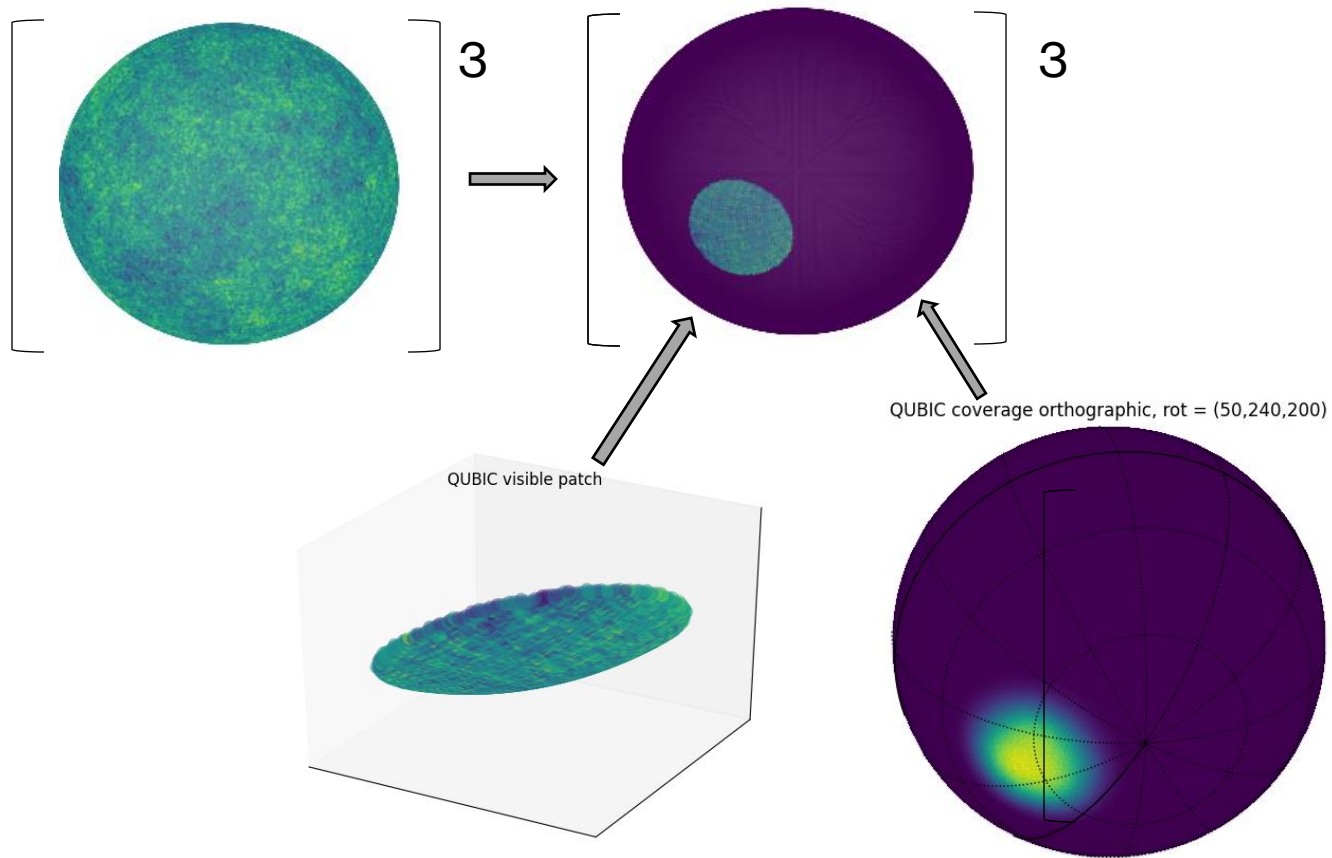 3
3
QUBIC coverage orthographic, rot = (50,240,200)
QUBIC visible patch